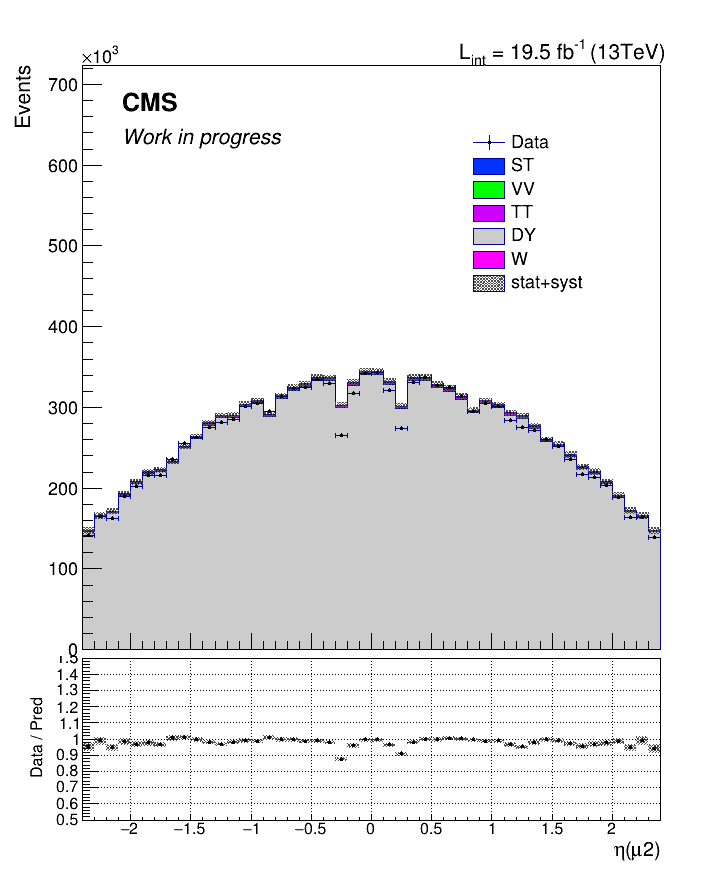 ×10³
L_int = 19.5 fb⁻¹ (13TeV)
Events
700
600
500
400
300
200
100
0
CMS
Work in progress
Data
ST
VV
TT
DY
W
stat+syst
Data / Pred
1.5
1.4
1.3
1.2
1.1
1
0.9
0.8
0.7
0.6
0.5
−2
−1.5
−1
−0.5
0
0.5
1
1.5
2
η(μ2)